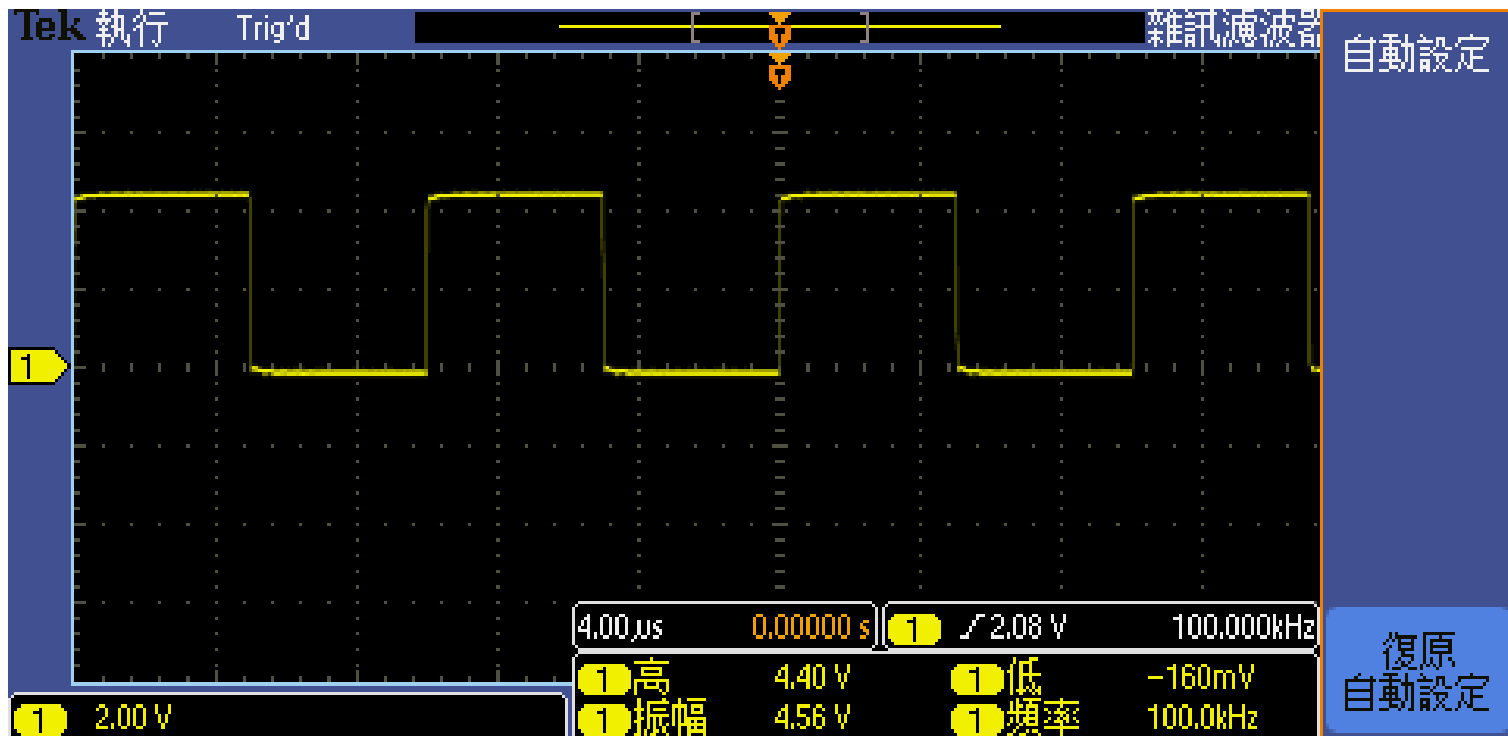 Tek 執行 Trig'd 雜訊濾波器
自動設定
T
T
1
4.00µs 0.00000 s 1 2.08 V 100.000kHz
1 高 4.40 V 1 低 -160mV
1 振幅 4.56 V 1 頻率 100.0kHz
1 2.00 V
復原
自動設定